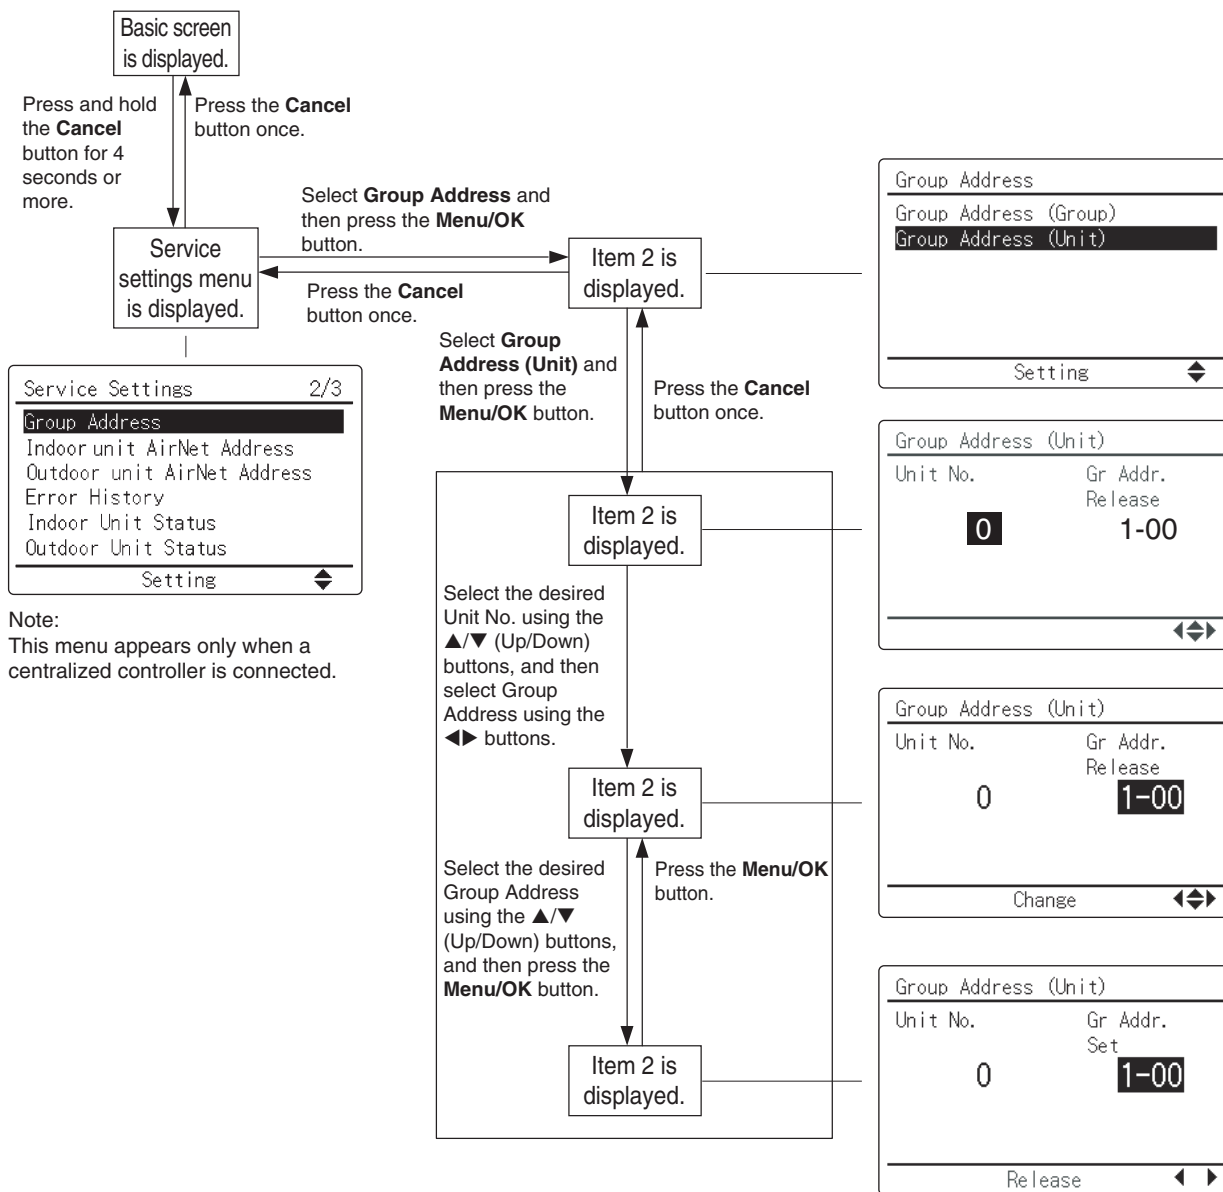 Basic screen
is displayed.
Press and hold
the Cancel
button for 4
seconds or
more.
Press the Cancel
button once.
Select Group Address and
then press the Menu/OK
button.
Service
settings menu
is displayed.
Press the Cancel
button once.
Item 2 is
displayed.
Group Address
Group Address (Group)
Group Address (Unit)
Setting
Service Settings 2/3
Group Address
Indoor unit AirNet Address
Outdoor unit AirNet Address
Error History
Indoor Unit Status
Outdoor Unit Status
Setting
Note:
This menu appears only when a
centralized controller is connected.
Select Group
Address (Unit) and
then press the
Menu/OK button.
Press the Cancel
button once.
Item 2 is
displayed.
Group Address (Unit)
Unit No. Gr Addr.
Release
0 1-00
Select the desired
Unit No. using the
▲/▼ (Up/Down)
buttons, and then
select Group
Address using the
◀▶ buttons.
Item 2 is
displayed.
Group Address (Unit)
Unit No. Gr Addr.
Release
0 1-00
Change
Select the desired
Group Address
using the ▲/▼
(Up/Down) buttons,
and then press the
Menu/OK button.
Press the Menu/OK
button.
Item 2 is
displayed.
Group Address (Unit)
Unit No. Gr Addr.
Set
0 1-00
Release